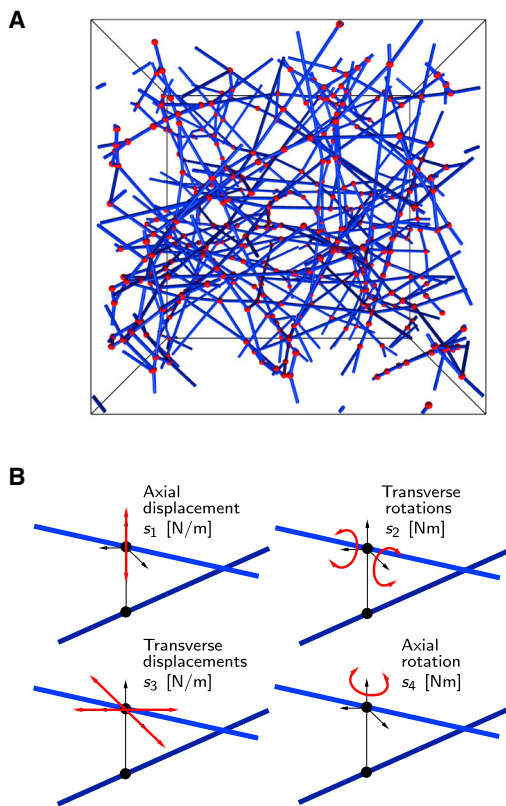 A
B
Axial
displacement
s1 [N/m]
Transverse
rotations
s2 [Nm]
Transverse
displacements
s3 [N/m]
Axial
rotation
s4 [Nm]